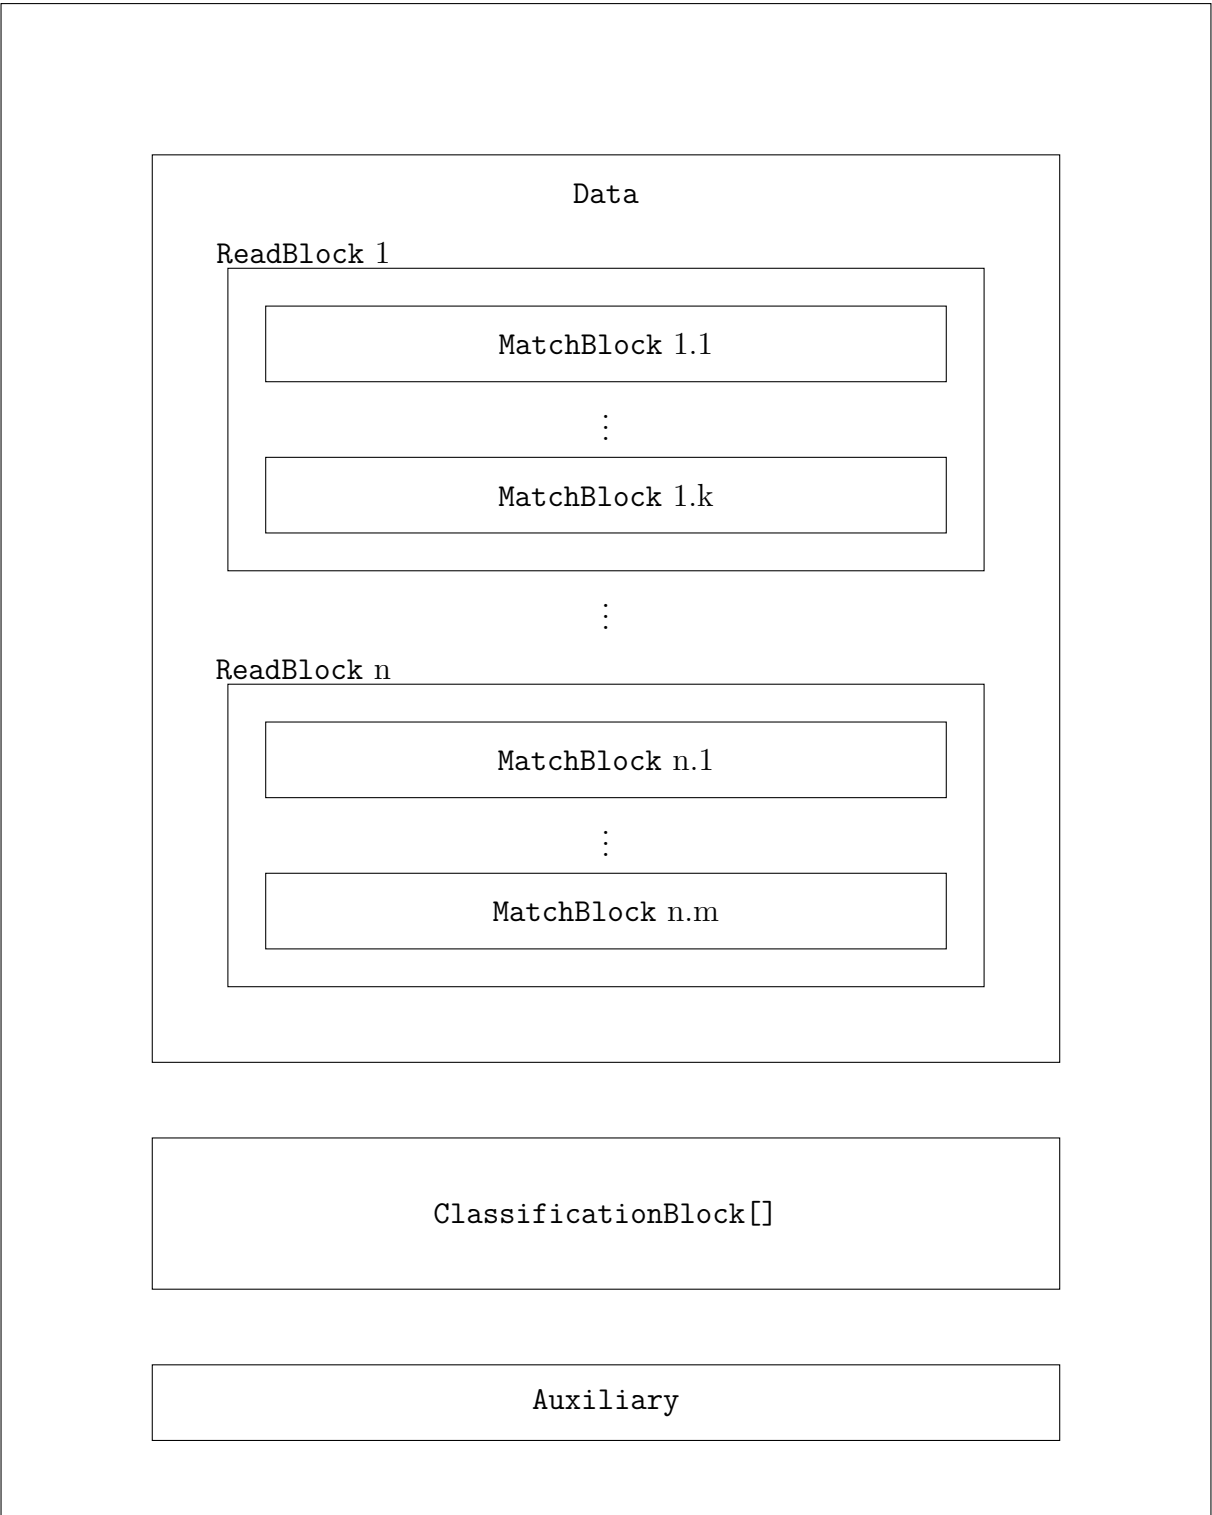 Data
ReadBlock 1
MatchBlock 1.1
⋮
MatchBlock 1.k
⋮
ReadBlock n
MatchBlock n.1
⋮
MatchBlock n.m
ClassificationBlock[]
Auxiliary